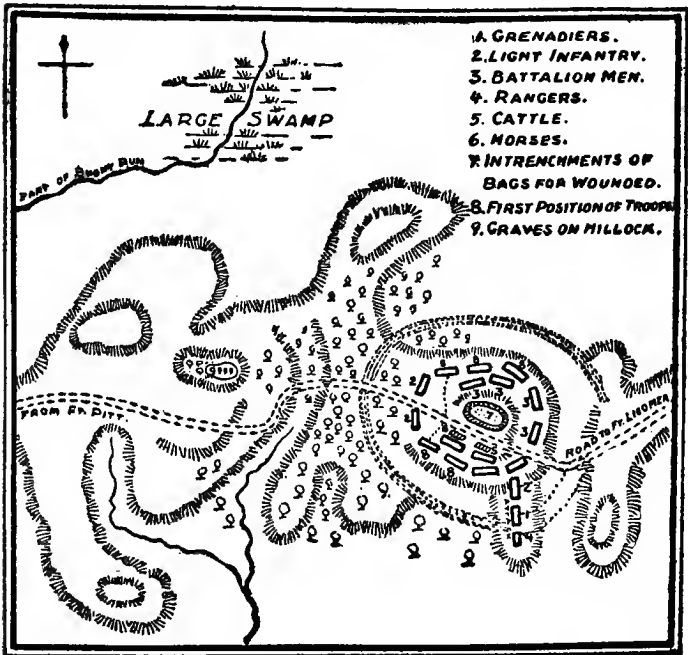 1. GRENADIERS.
2. LIGHT INFANTRY.
3. BATTALION MEN.
4. RANGERS.
5. CATTLE.
6. HORSES.
7. INTRENCHMENTS OF
BAGS FOR WOUNDED.
8. FIRST POSITION OF TROOPS
9. GRAVES ON HILLOCK.
LARGE SWAMP
PART OF BUSHY RUN
FROM FT. PITT.
ROAD TO FT. LIGONIER.